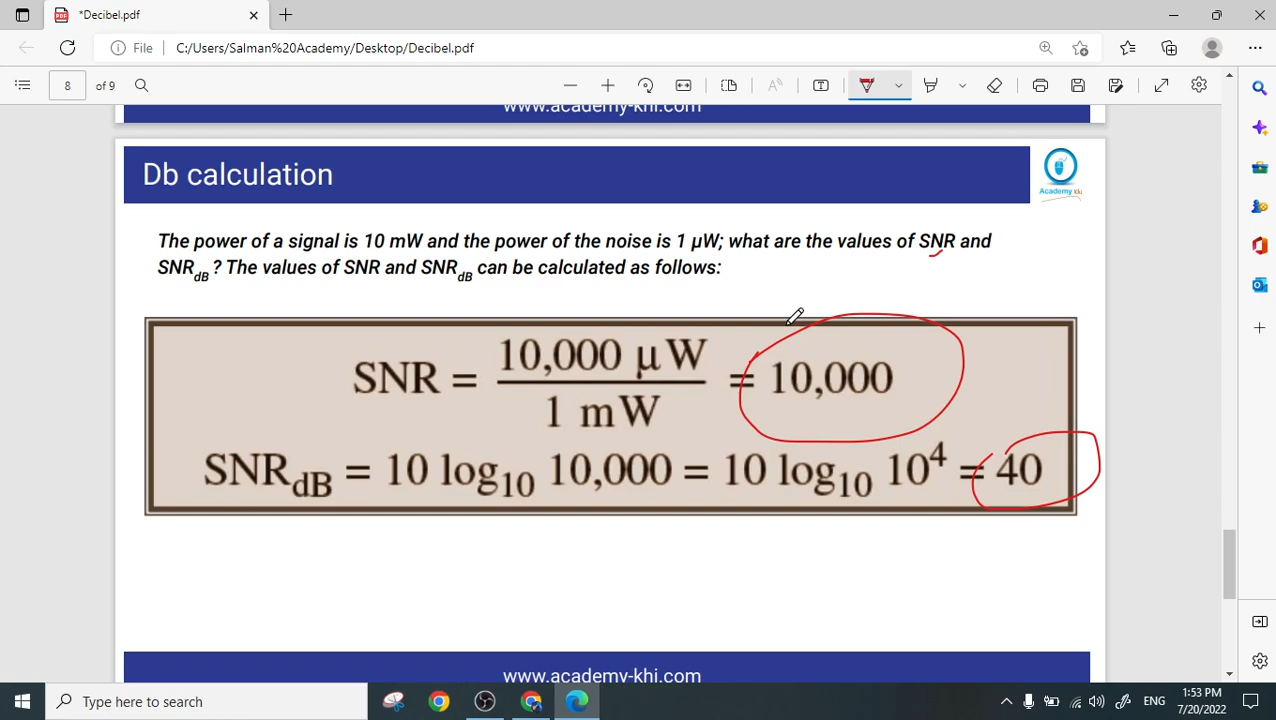 *Decibel.pdf
File C:/Users/Salman%20Academy/Desktop/Decibel.pdf
8 of 9
www.academy-khi.com
Db calculation
Academy khi
The power of a signal is 10 mW and the power of the noise is 1 μW; what are the values of SNR and
SNRdB ? The values of SNR and SNRdB can be calculated as follows:
SNR = 10,000 μW / 1 mW = 10,000
SNRdB = 10 log10 10,000 = 10 log10 10^4 = 40
www.academy-khi.com
Type here to search
ENG
1:53 PM
7/20/2022